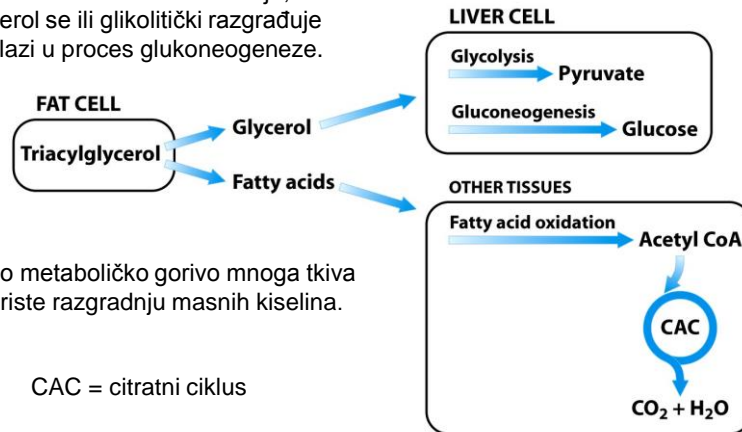 erol se ili glikolitički razgrađuje
lazi u proces glukoneogeneze.
LIVER CELL
Glycolysis
Pyruvate
Gluconeogenesis
Glucose
FAT CELL
Triacylglycerol
Glycerol
Fatty acids
OTHER TISSUES
Fatty acid oxidation
Acetyl CoA
CAC
CO₂ + H₂O
o metaboličko gorivo mnoga tkiva
riste razgradnju masnih kiselina.
CAC = citratni ciklus